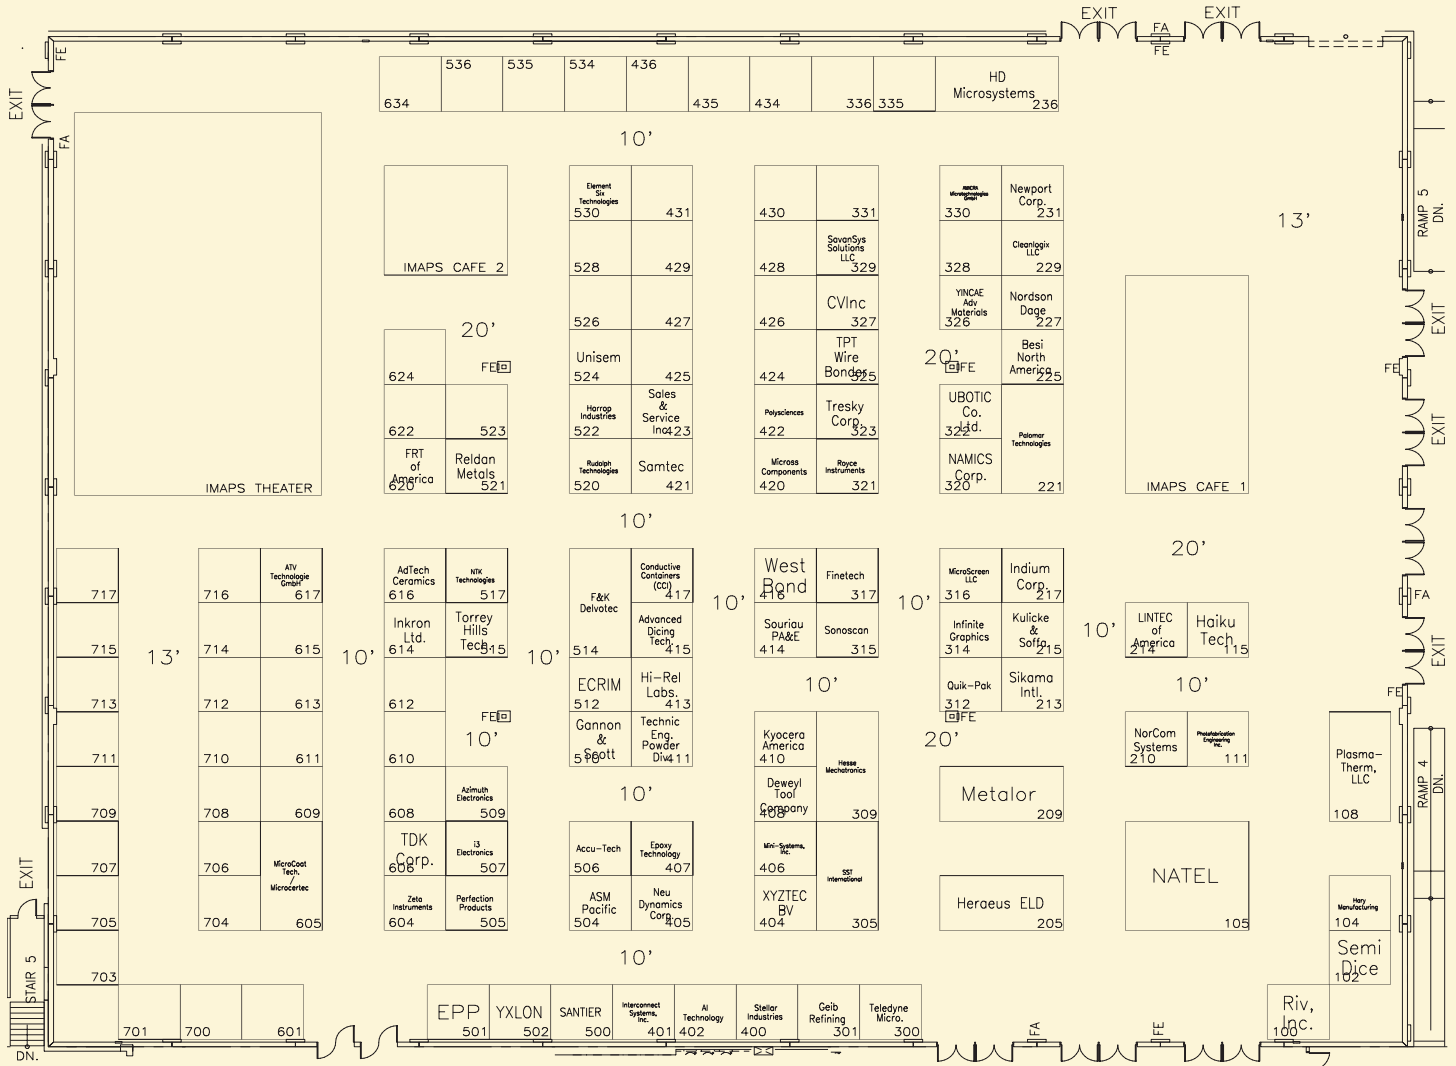 EXIT
EXIT
FA
FE
FE
EXIT
FA
536
535
534
436
634
435
434
336
335
HD
Microsystems
236
10'
RAMP 5
DN.
13'
Element
Six
Technologies
530
431
430
331
AMICRA
Microtechnologies
GmbH
330
Newport
Corp.
231
IMAPS CAFE 2
528
429
428
SavanSys
Solutions
LLC
329
328
Cleanlogix
LLC
229
526
427
426
CVInc
327
YINCAE
Adv
Materials
326
Nordson
Dage
227
EXIT
20'
624
FE
Unisem
524
425
424
TPT
Wire
Bonder
325
20'
FE
Besi
North
America
225
FE
622
523
Harrop
Industries
522
Sales
&
Service
Inc.
423
Polysciences
422
Tresky
Corp.
323
UBOTIC
Co.
Ltd.
322
Palomar
Technologies
221
EXIT
FRT
of
America
620
Reldan
Metals
521
Rudolph
Technologies
520
Samtec
421
Micross
Components
420
Royce
Instruments
321
NAMICS
Corp.
320
IMAPS THEATER
IMAPS CAFE 1
10'
20'
EXIT
717
716
ATV
Technologie
GmbH
617
AdTech
Ceramics
616
NTK
Technologies
517
F&K
Delvotec
514
Conductive
Containers
(CCI)
417
10'
West
Bond
416
Finetech
317
10'
MicroScreen
LLC
316
Indium
Corp.
217
FA
715
13'
714
615
10'
Inkron
Ltd.
614
Torrey
Hills
Tech.
515
10'
Advanced
Dicing
Tech.
415
Souriau
PA&E
414
Sonoscan
315
Infinite
Graphics
314
Kulicke
&
Soffa
215
10'
LINTEC
of
America
214
Haiku
Tech
115
EXIT
713
712
613
612
ECRIM
512
Hi-Rel
Labs.
413
10'
Quik-Pak
312
Sikama
Intl.
213
10'
FE
711
710
611
610
FE
10'
Gannon
&
Scott
510
Technic
Eng.
Powder
Div.
411
Kyocera
America
410
Hesse
Mechatronics
309
FE
20'
NorCom
Systems
210
Photofabrication
Engineering
Inc.
111
Plasma-
Therm,
LLC
108
RAMP 4
DN.
709
708
609
608
Azimuth
Electronics
509
10'
Deweyl
Tool
Company
408
Metalor
209
EXIT
707
706
MicroCoat
Tech.
/
Microcertec
605
TDK
Corp.
606
i3
Electronics
507
Accu-Tech
506
Epoxy
Technology
407
Mini-Systems,
Inc.
406
SST
International
305
NATEL
105
705
704
Zeta
Instruments
604
Perfection
Products
505
ASM
Pacific
504
Neu
Dynamics
Corp.
405
XYZTEC
BV
404
Heraeus ELD
205
Hary
Manufacturing
104
STAIR 5
703
10'
Semi
Dice
102
701
700
601
EPP
501
YXLON
502
SANTIER
500
Interconnect
Systems,
Inc.
401
AI
Technology
402
Stellar
Industries
400
Geib
Refining
301
Teledyne
Micro.
300
Riv,
Inc.
100
FA
FE
DN.